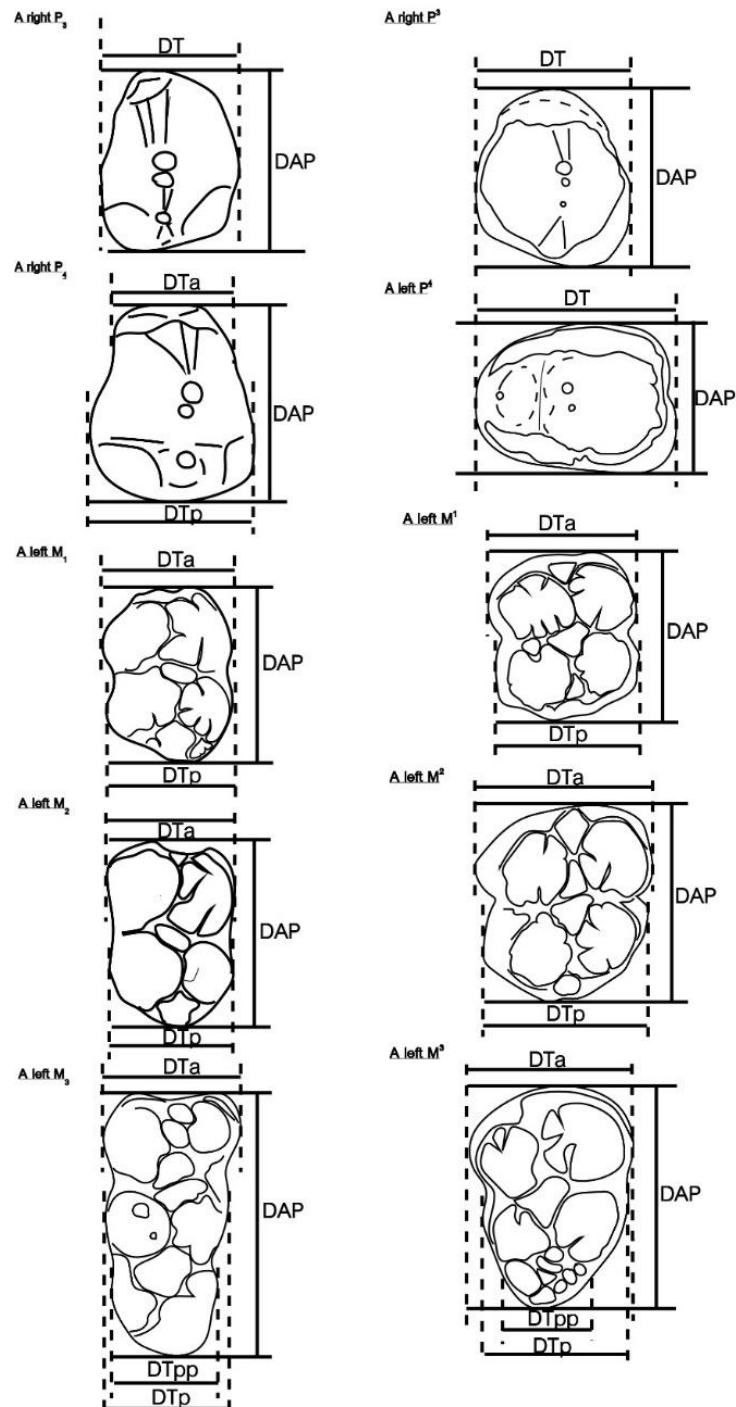 A right P₃
DT
DAP
A right P₄
DTa
DAP
DTp
A left M₁
DTa
DAP
DTp
A left M₂
DTa
DAP
DTp
A left M₃
DTa
DAP
DTpp
DTp
A right P³
DT
DAP
A left P⁴
DT
DAP
A left M¹
DTa
DAP
DTp
A left M²
DTa
DAP
DTp
A left M³
DTa
DAP
DTpp
DTp